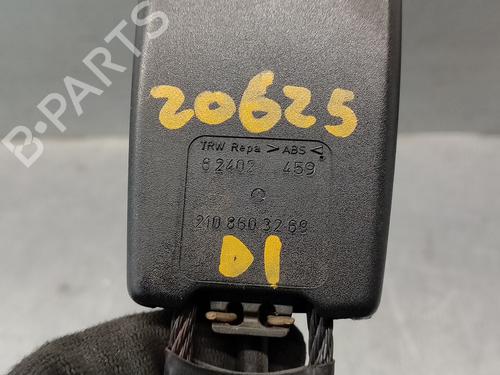 B-PARTS
20625
TRW Repa >ABS<
62402 459
210 860 32 69
D1